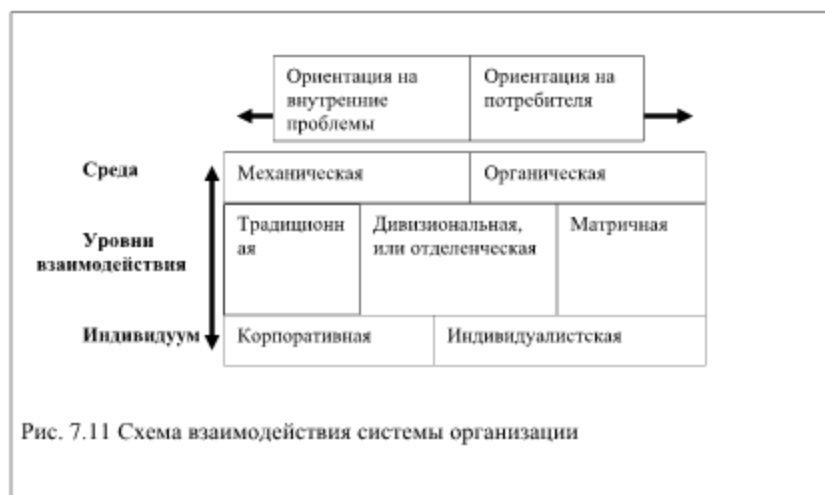 Ориентация на
внутренние
проблемы
Ориентация на
потребителя
Среда
Механическая
Органическая
Уровни
взаимодействия
Традиционн
ая
Дивизиональная,
или отделенческая
Матричная
Индивидуум
Корпоративная
Индивидуалистская
Рис. 7.11 Схема взаимодействия системы организации